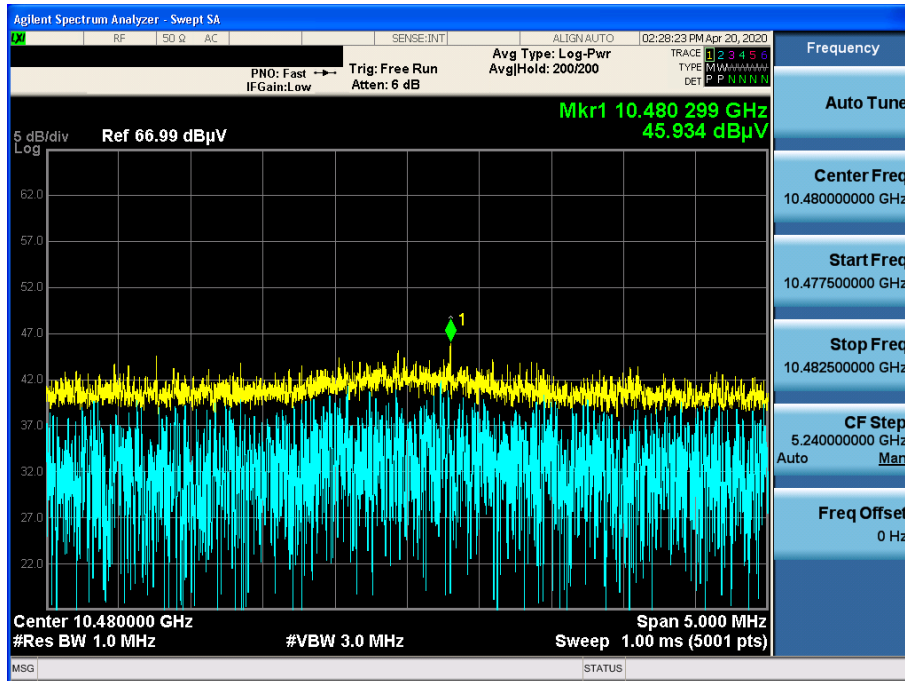 Agilent Spectrum Analyzer - Swept SA
LXI RF 50 Ω AC SENSE:INT ALIGN AUTO 02:28:23 PM Apr 20, 2020
PNO: Fast Trig: Free Run Avg Type: Log-Pwr TRACE 1 2 3 4 5 6
IFGain:Low Atten: 6 dB Avg|Hold: 200/200 TYPE MWWWWW
DET P P N N N N
Frequency
Mkr1 10.480 299 GHz
45.934 dBµV
5 dB/div Ref 66.99 dBµV
Log
62.0
57.0
52.0
47.0
42.0
37.0
32.0
27.0
22.0
1
Center 10.480000 GHz Span 5.000 MHz
#Res BW 1.0 MHz #VBW 3.0 MHz Sweep 1.00 ms (5001 pts)
Auto Tune
Center Freq
10.480000000 GHz
Start Freq
10.477500000 GHz
Stop Freq
10.482500000 GHz
CF Step
5.240000000 GHz
Auto Man
Freq Offset
0 Hz
MSG STATUS